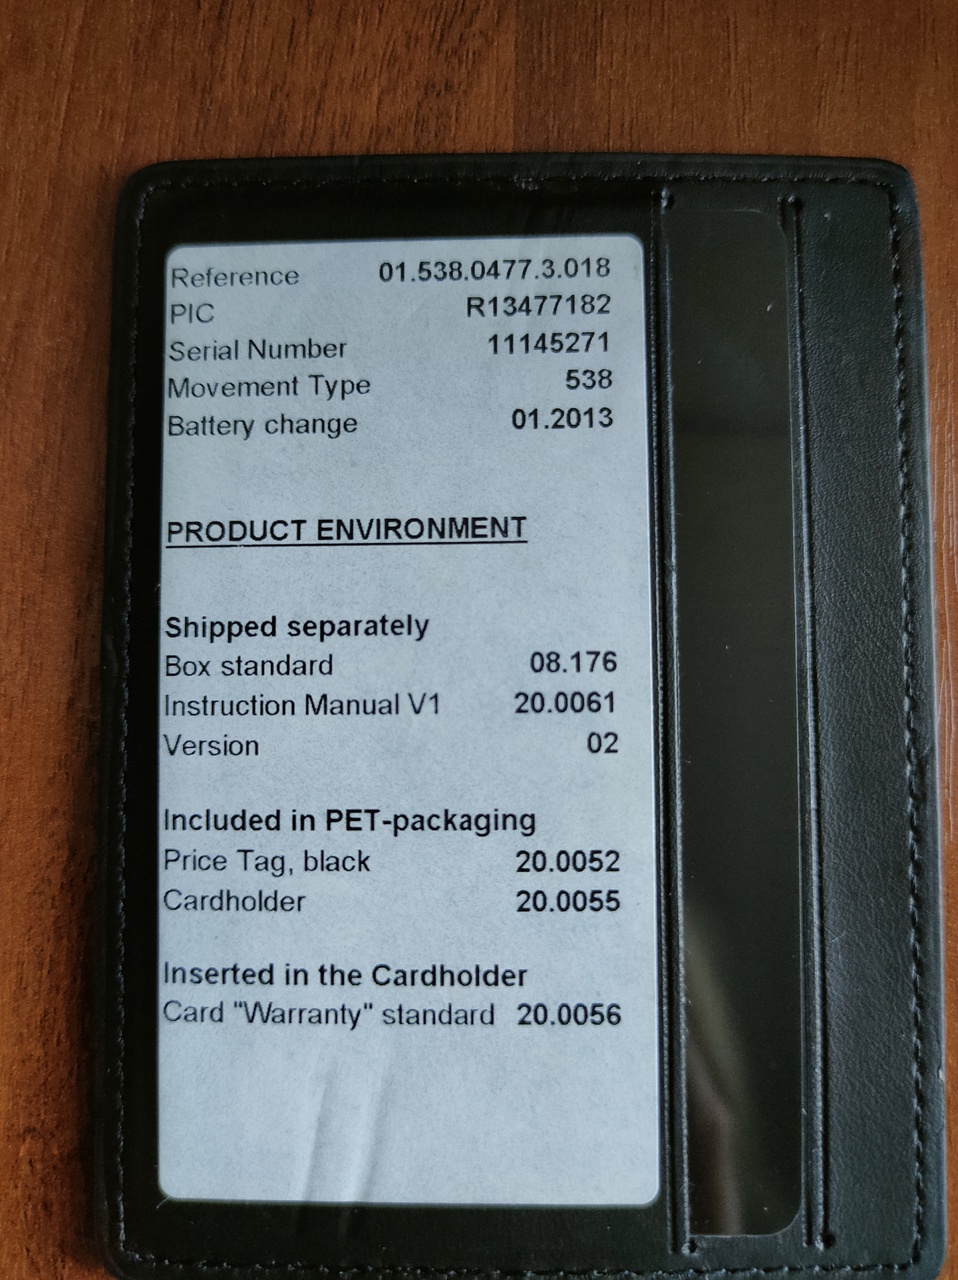 Reference 01.538.0477.3.018
PIC R13477182
Serial Number 11145271
Movement Type 538
Battery change 01.2013
PRODUCT ENVIRONMENT
Shipped separately
Box standard 08.176
Instruction Manual V1 20.0061
Version 02
Included in PET-packaging
Price Tag, black 20.0052
Cardholder 20.0055
Inserted in the Cardholder
Card "Warranty" standard 20.0056